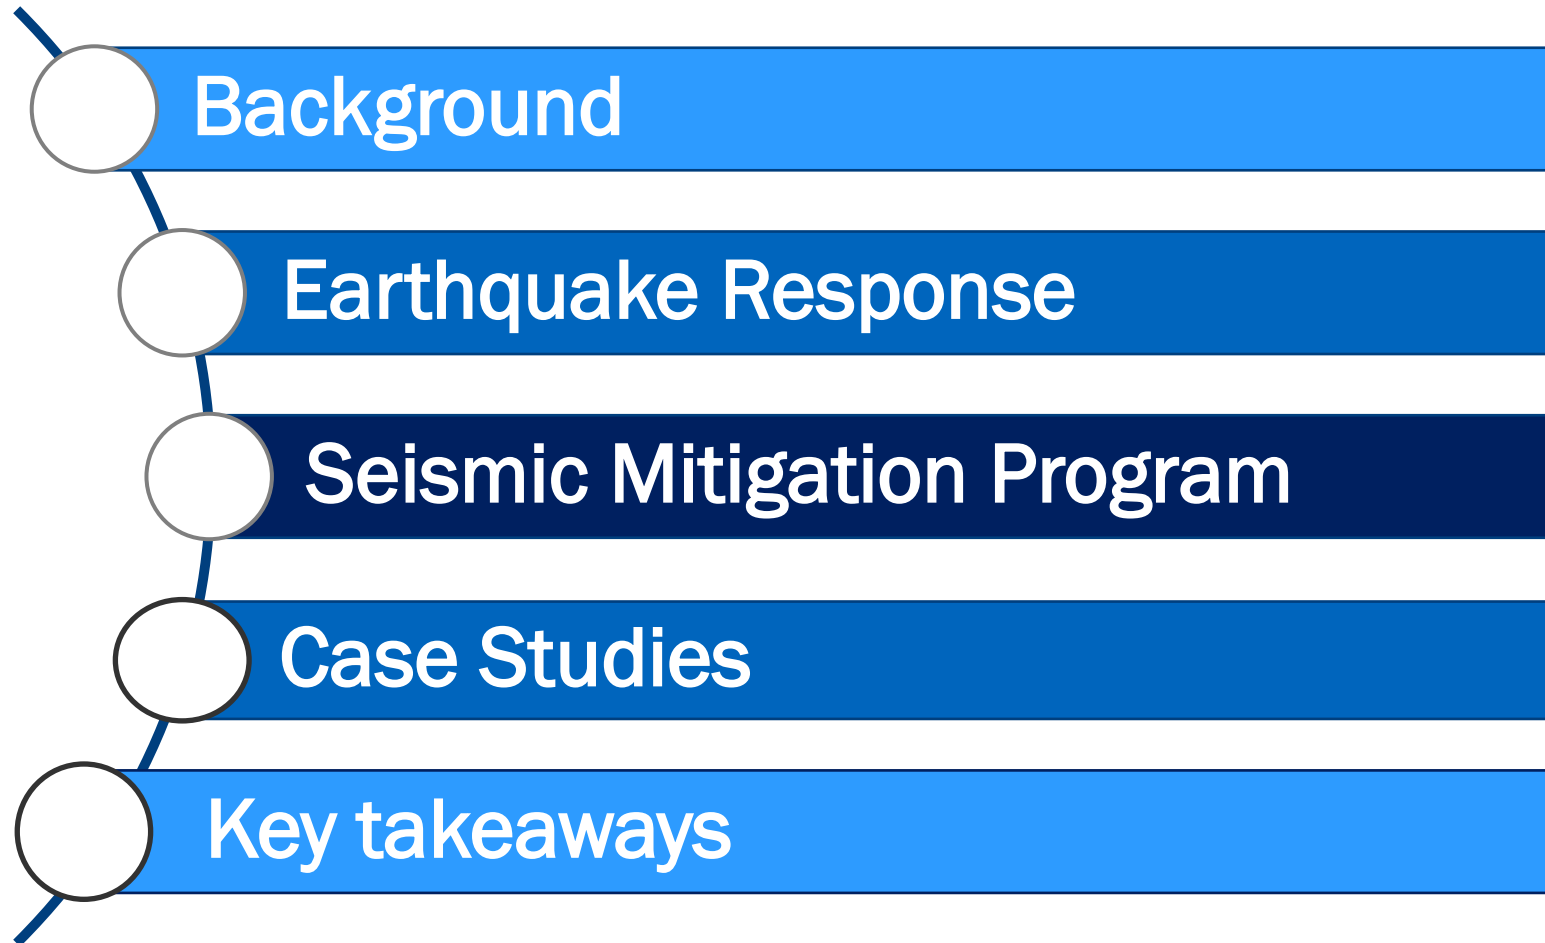 Background
Earthquake Response
Seismic Mitigation Program
Case Studies
Key takeaways